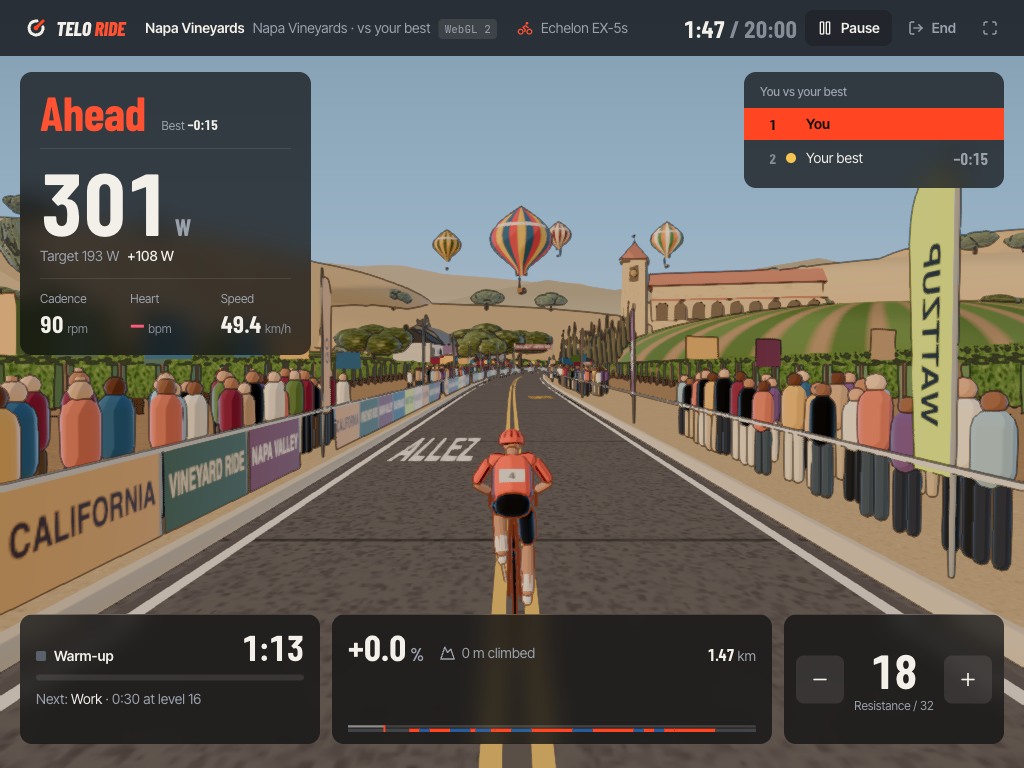 TELO RIDE
Napa Vineyards Napa Vineyards · vs your best WebGL 2 Echelon EX-5s 1:47 / 20:00 Pause End
Ahead Best −0:15
301 W
Target 193 W +108 W
Cadence Heart Speed
90 rpm – bpm 49.4 km/h
You vs your best
1 You
2 Your best −0:15
WATTZUP
ALLEZ
4
CALIFORNIA
VINEYARD RIDE
NAPA VALLEY
Warm-up 1:13
Next: Work · 0:30 at level 16
+0.0 % 0 m climbed 1.47 km
− 18 +
Resistance / 32